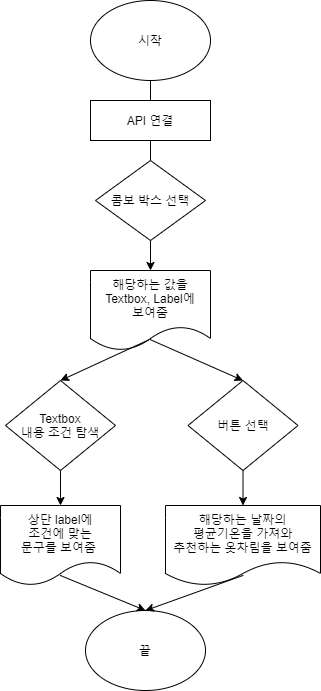 시작
API 연결
콤보 박스 선택
해당하는 값을
Textbox, Label에
보여줌
Textbox
내용 조건 탐색
버튼 선택
상단 label에
조건에 맞는
문구를 보여줌
해당하는 날짜의
평균기온을 가져와
추천하는 옷차림을 보여줌
끝